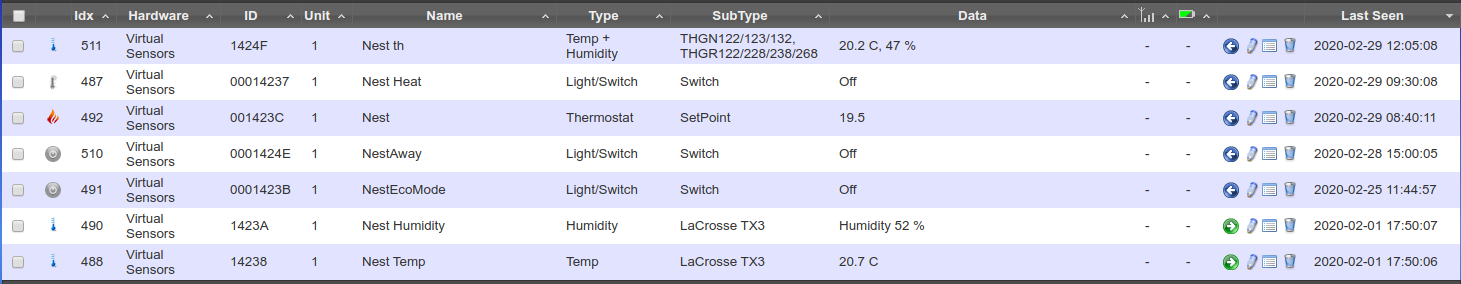 Idx Hardware ID Unit Name Type SubType Data Last Seen
511 Virtual Sensors 1424F 1 Nest th Temp + Humidity THGN122/123/132, THGR122/228/238/268 20.2 C, 47 % - - 2020-02-29 12:05:08
487 Virtual Sensors 00014237 1 Nest Heat Light/Switch Switch Off - - 2020-02-29 09:30:08
492 Virtual Sensors 001423C 1 Nest Thermostat SetPoint 19.5 - - 2020-02-29 08:40:11
510 Virtual Sensors 0001424E 1 NestAway Light/Switch Switch Off - - 2020-02-28 15:00:05
491 Virtual Sensors 0001423B 1 NestEcoMode Light/Switch Switch Off - - 2020-02-25 11:44:57
490 Virtual Sensors 1423A 1 Nest Humidity Humidity LaCrosse TX3 Humidity 52 % - - 2020-02-01 17:50:07
488 Virtual Sensors 14238 1 Nest Temp Temp LaCrosse TX3 20.7 C - - 2020-02-01 17:50:06